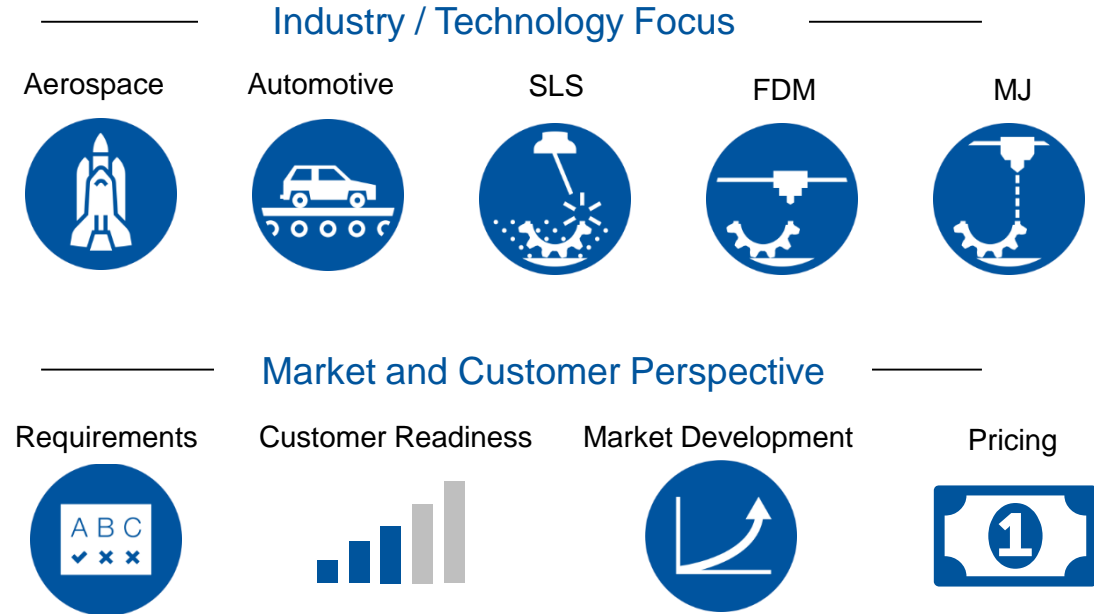 Industry / Technology Focus
Aerospace
Automotive
SLS
FDM
MJ
Market and Customer Perspective
Requirements
Customer Readiness
Market Development
Pricing
A B C
1